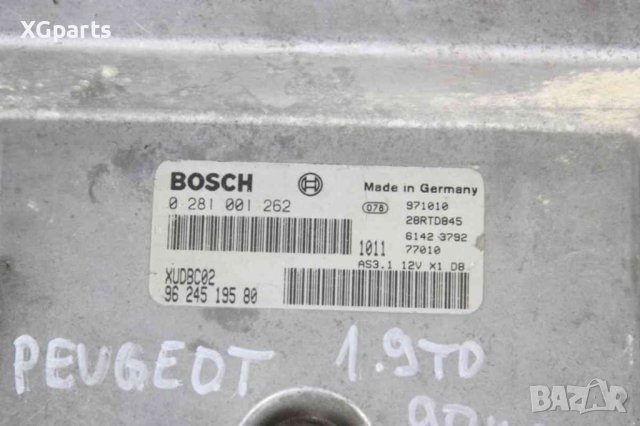 XGparts
BOSCH
Made in Germany
0 281 001 262
078 971010
28RTD845
6142 3792
1011 77010
AS3.1 12V X1 D8
XUDBC02
96 245 195 80
PEUGEOT 1.9TD
BAZAR